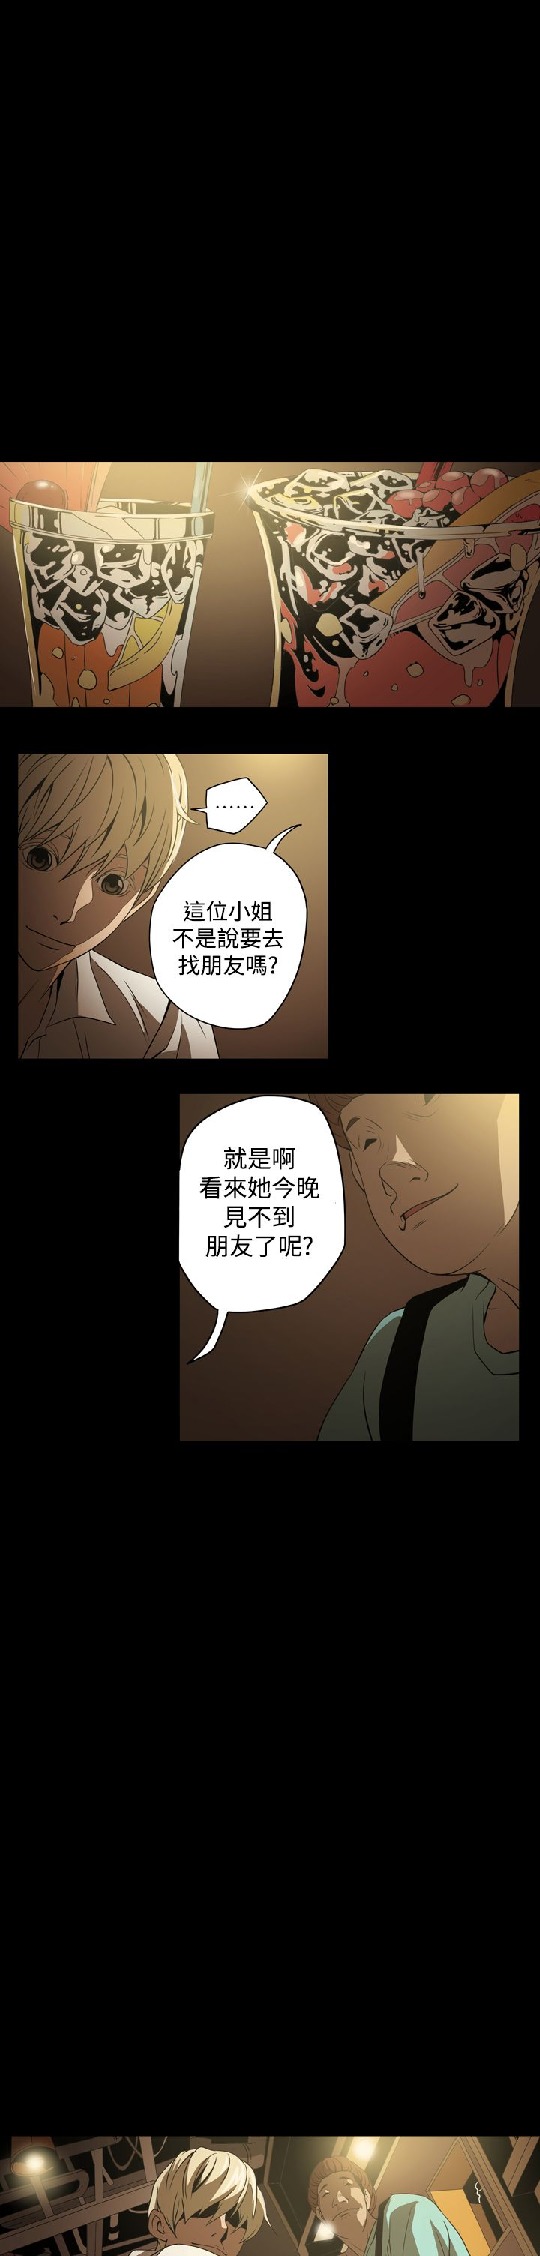 ......
這位小姐
不是說要去
找朋友嗎?
就是啊
看來她今晚
見不到
朋友了呢?